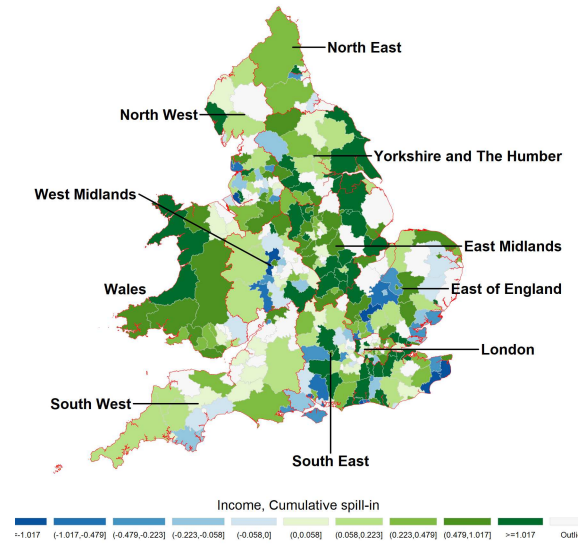 North East
North West
Yorkshire and The Humber
West Midlands
East Midlands
Wales
East of England
London
South West
South East
Income, Cumulative spill-in
=-1.017 (-1.017,-0.479] (-0.479,-0.223] (-0.223,-0.058] (-0.058,0] (0,0.058] (0.058,0.223] (0.223,0.479] (0.479,1.017] >=1.017 Outli